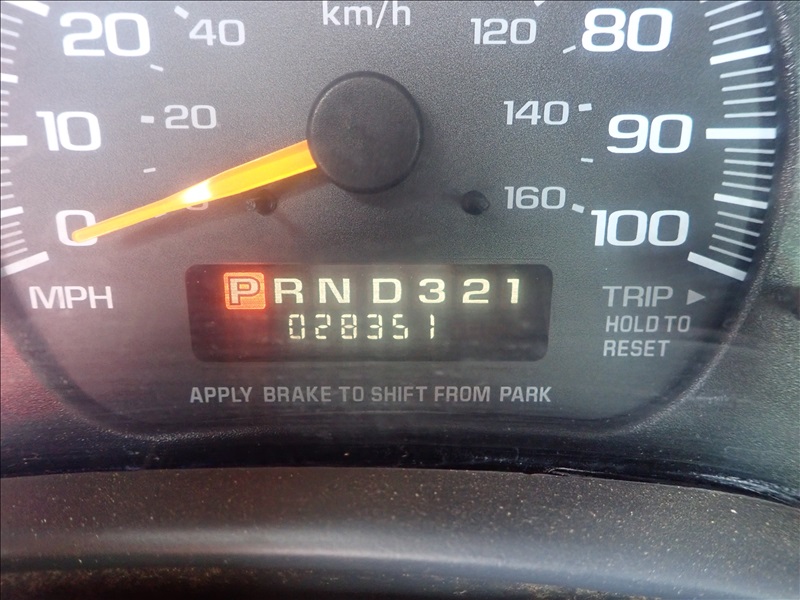 km/h
20 40 120 80
10 20 140 90
0 0 160 100
MPH
PRND321
028351
TRIP ▶
HOLD TO
RESET
APPLY BRAKE TO SHIFT FROM PARK